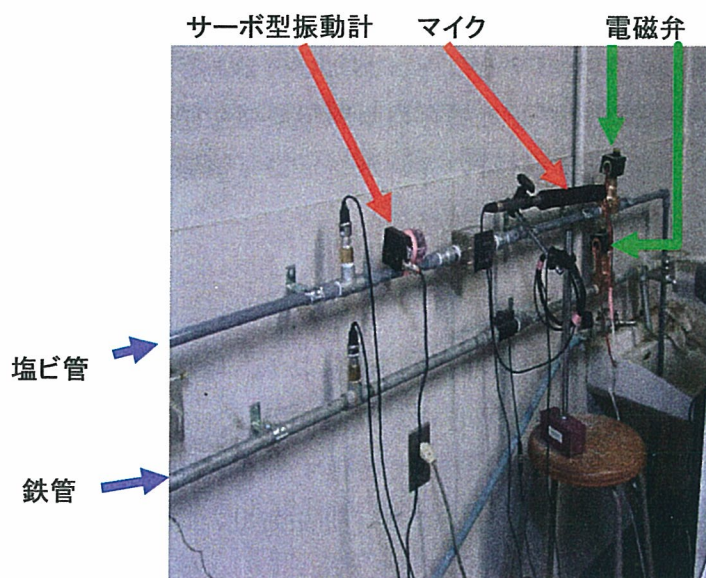 サーボ型振動計
マイク
電磁弁
塩ビ管
鉄管